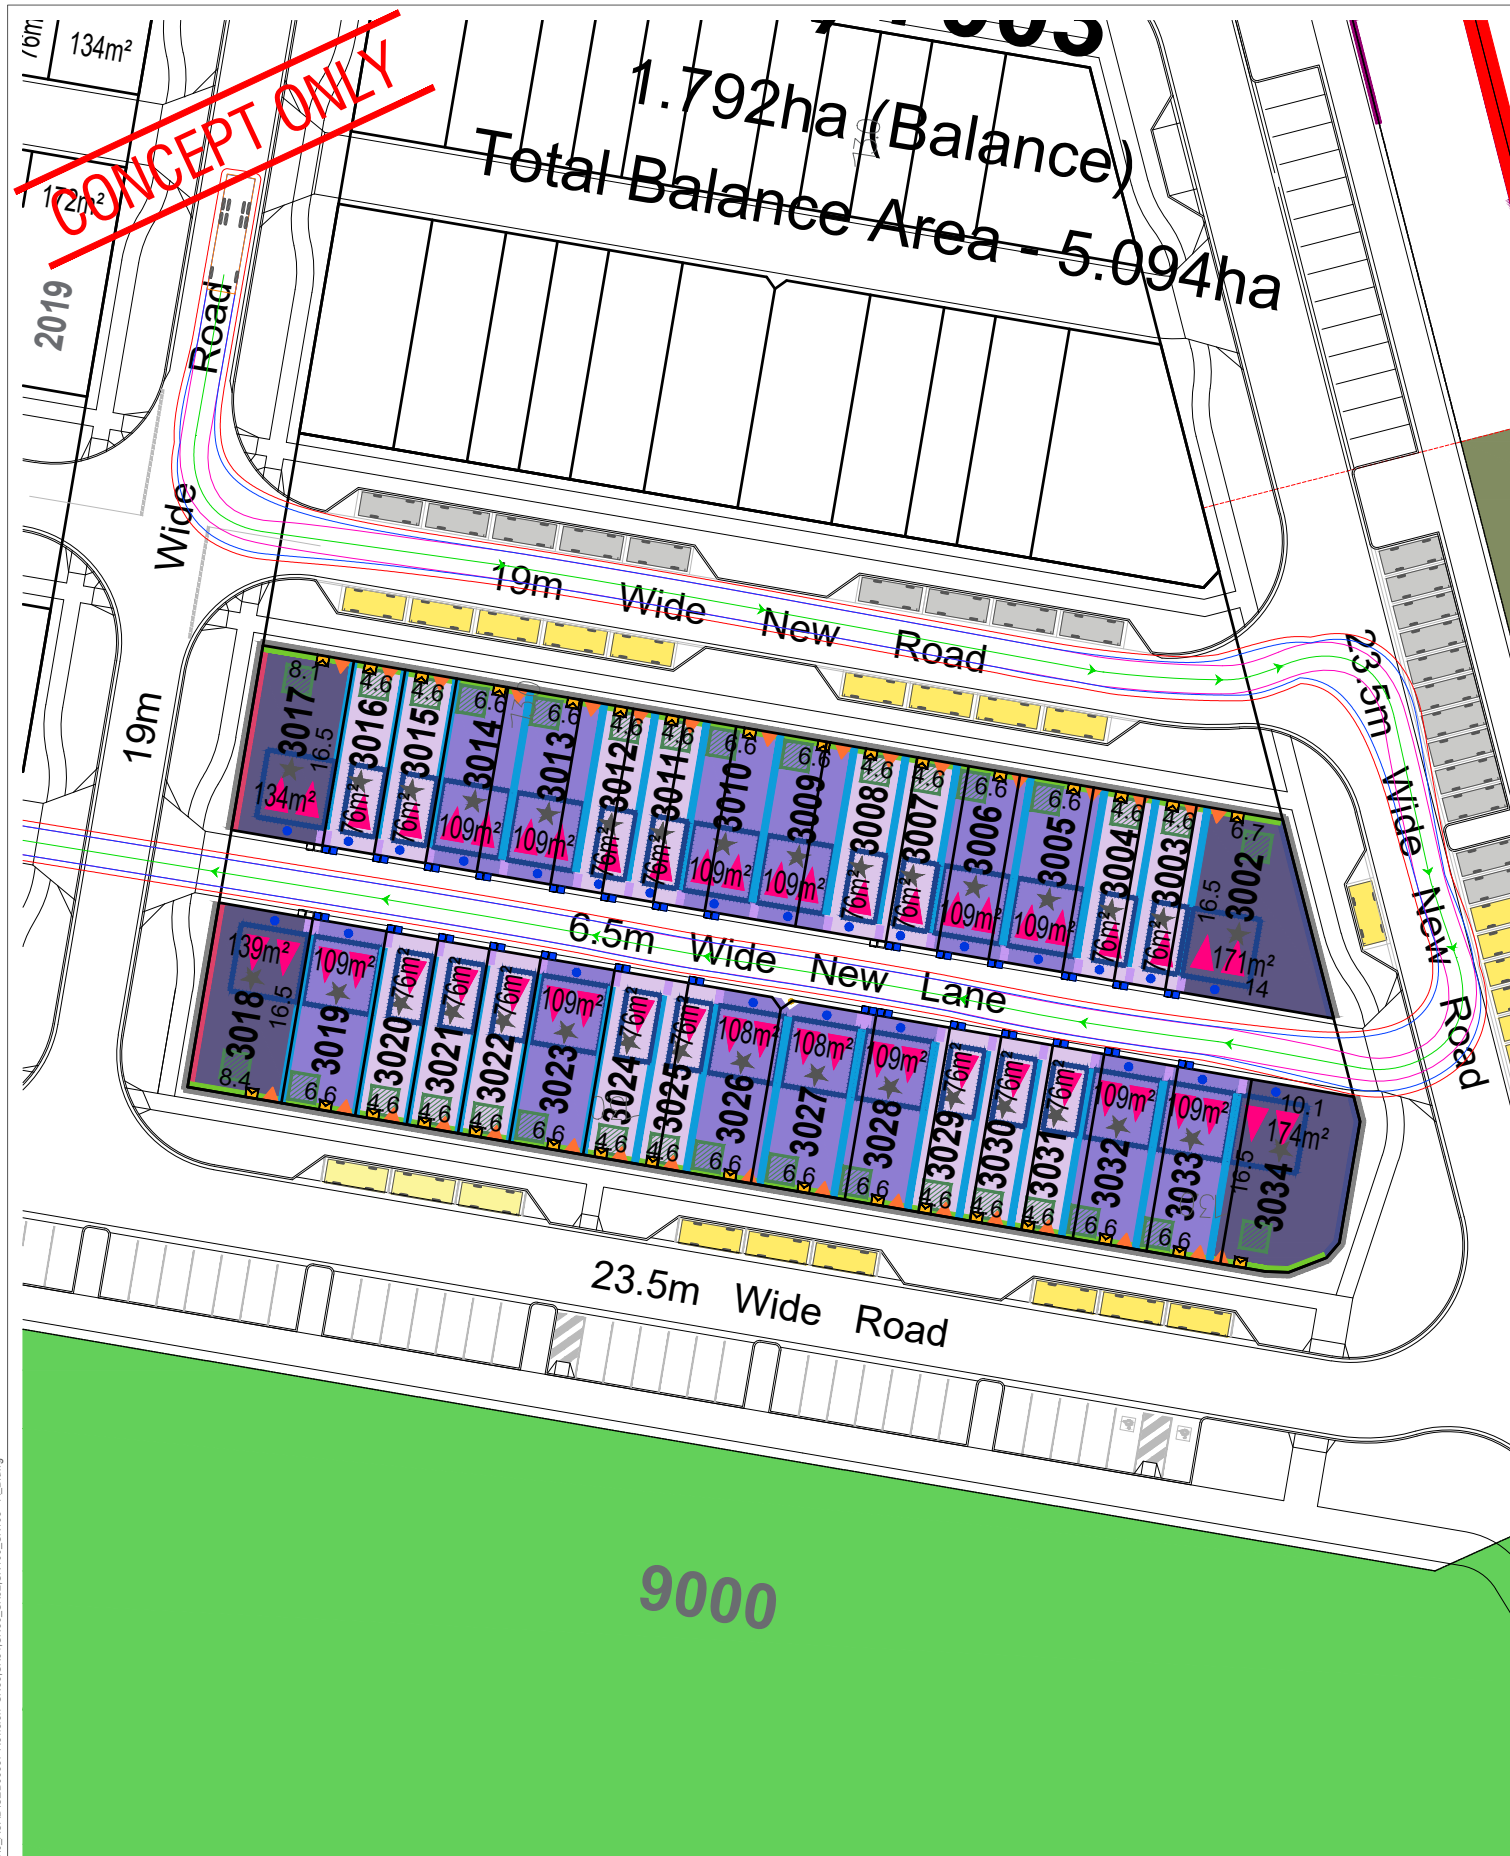 134m²
76m²
CONCEPT ONLY
172m²
2019
1.792ha (Balance)
Total Balance Area - 5.094ha
Road
Wide
19m
19m Wide New Road
23.5m Wide New Road
8.1
3017
16.5
134m²
4.6
3016
76m²
4.6
3015
76m²
6.6
3014
109m²
6.6
3013
109m²
4.6
3012
76m²
4.6
3011
76m²
6.6
3010
109m²
6.6
3009
109m²
4.6
3008
76m²
4.6
3007
76m²
6.6
3006
109m²
6.6
3005
109m²
4.6
3004
76m²
4.6
3003
76m²
6.7
3002
16.5
171m²
14
6.5m Wide New Lane
139m²
3018
16.5
8.4
109m²
3019
6.6
76m²
3020
4.6
76m²
3021
4.6
76m²
3022
4.6
109m²
3023
6.6
76m²
3024
4.6
76m²
3025
4.6
108m²
3026
6.6
108m²
3027
6.6
109m²
3028
6.6
76m²
3029
4.6
76m²
3030
4.6
76m²
3031
4.6
109m²
3032
6.6
109m²
3033
6.6
10.1
174m²
16.5
3034
23.5m Wide Road
9000